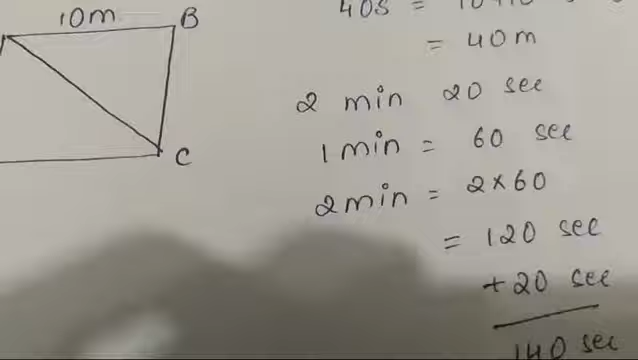 10m
B
C
40s =
= 40m
2 min 20 sec
1 min = 60 sec
2 min = 2×60
= 120 sec
+20 sec
140 sec